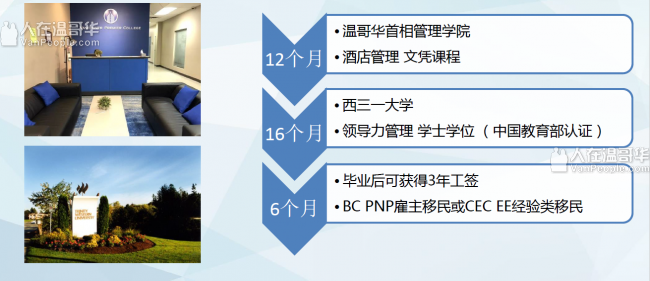 人在温哥华
VanPeople.com
12个月
• 温哥华首相管理学院
• 酒店管理 文凭课程
16个月
• 西三一大学
• 领导力管理 学士学位 （ 中国教育部认证 ）
人在温哥华
VanPeople.com
6个月
• 毕业后可获得3年工签
• BC PNP雇主移民或CEC EE经验类移民